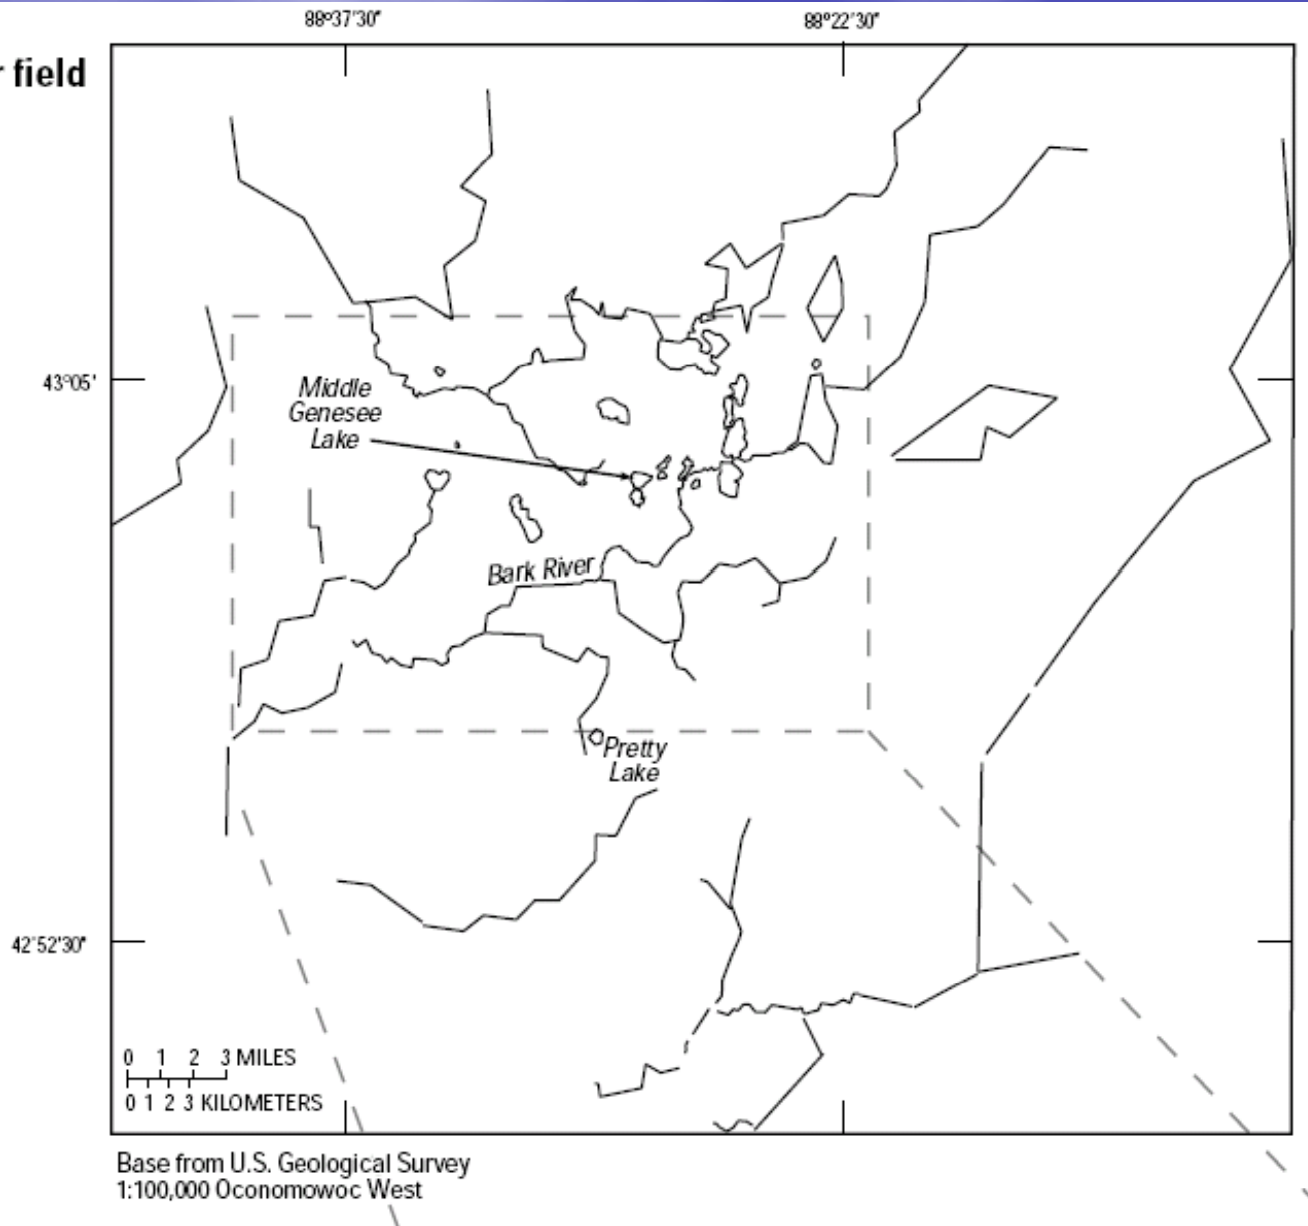 88°37'30"
88°22'30"
r field
43°05'
Middle
Genesee
Lake
Bark River
Pretty
Lake
42°52'30"
0 1 2 3 MILES
0 1 2 3 KILOMETERS
Base from U.S. Geological Survey
1:100,000 Oconomowoc West